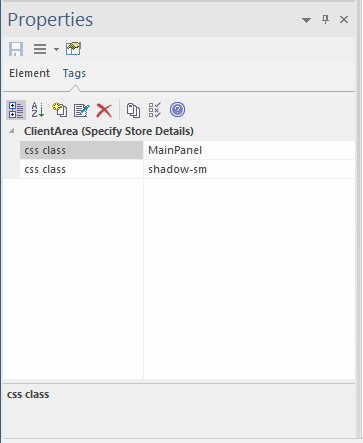 Properties
Element Tags
ClientArea (Specify Store Details)
css class MainPanel
css class shadow-sm
css class